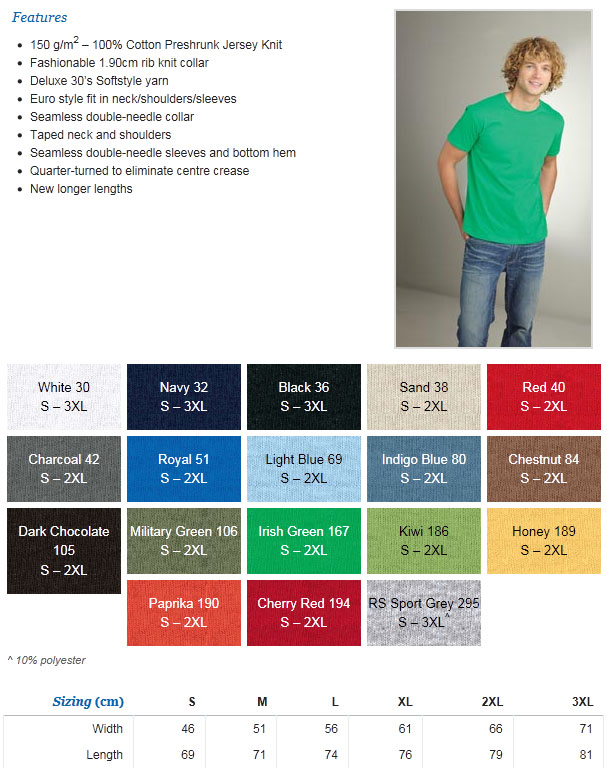 Features
150 g/m2 – 100% Cotton Preshrunk Jersey Knit
Fashionable 1.90cm rib knit collar
Deluxe 30's Softstyle yarn
Euro style fit in neck/shoulders/sleeves
Seamless double-needle collar
Taped neck and shoulders
Seamless double-needle sleeves and bottom hem
Quarter-turned to eliminate centre crease
New longer lengths
White 30
S – 3XL
Navy 32
S – 3XL
Black 36
S – 3XL
Sand 38
S – 2XL
Red 40
S – 2XL
Charcoal 42
S – 2XL
Royal 51
S – 2XL
Light Blue 69
S – 2XL
Indigo Blue 80
S – 2XL
Chestnut 84
S – 2XL
Dark Chocolate
105
S – 2XL
Military Green 106
S – 2XL
Irish Green 167
S – 2XL
Kiwi 186
S – 2XL
Honey 189
S – 2XL
Paprika 190
S – 2XL
Cherry Red 194
S – 2XL
RS Sport Grey 295
S – 3XL^
^ 10% polyester
Sizing (cm) S M L XL 2XL 3XL
Width 46 51 56 61 66 71
Length 69 71 74 76 79 81